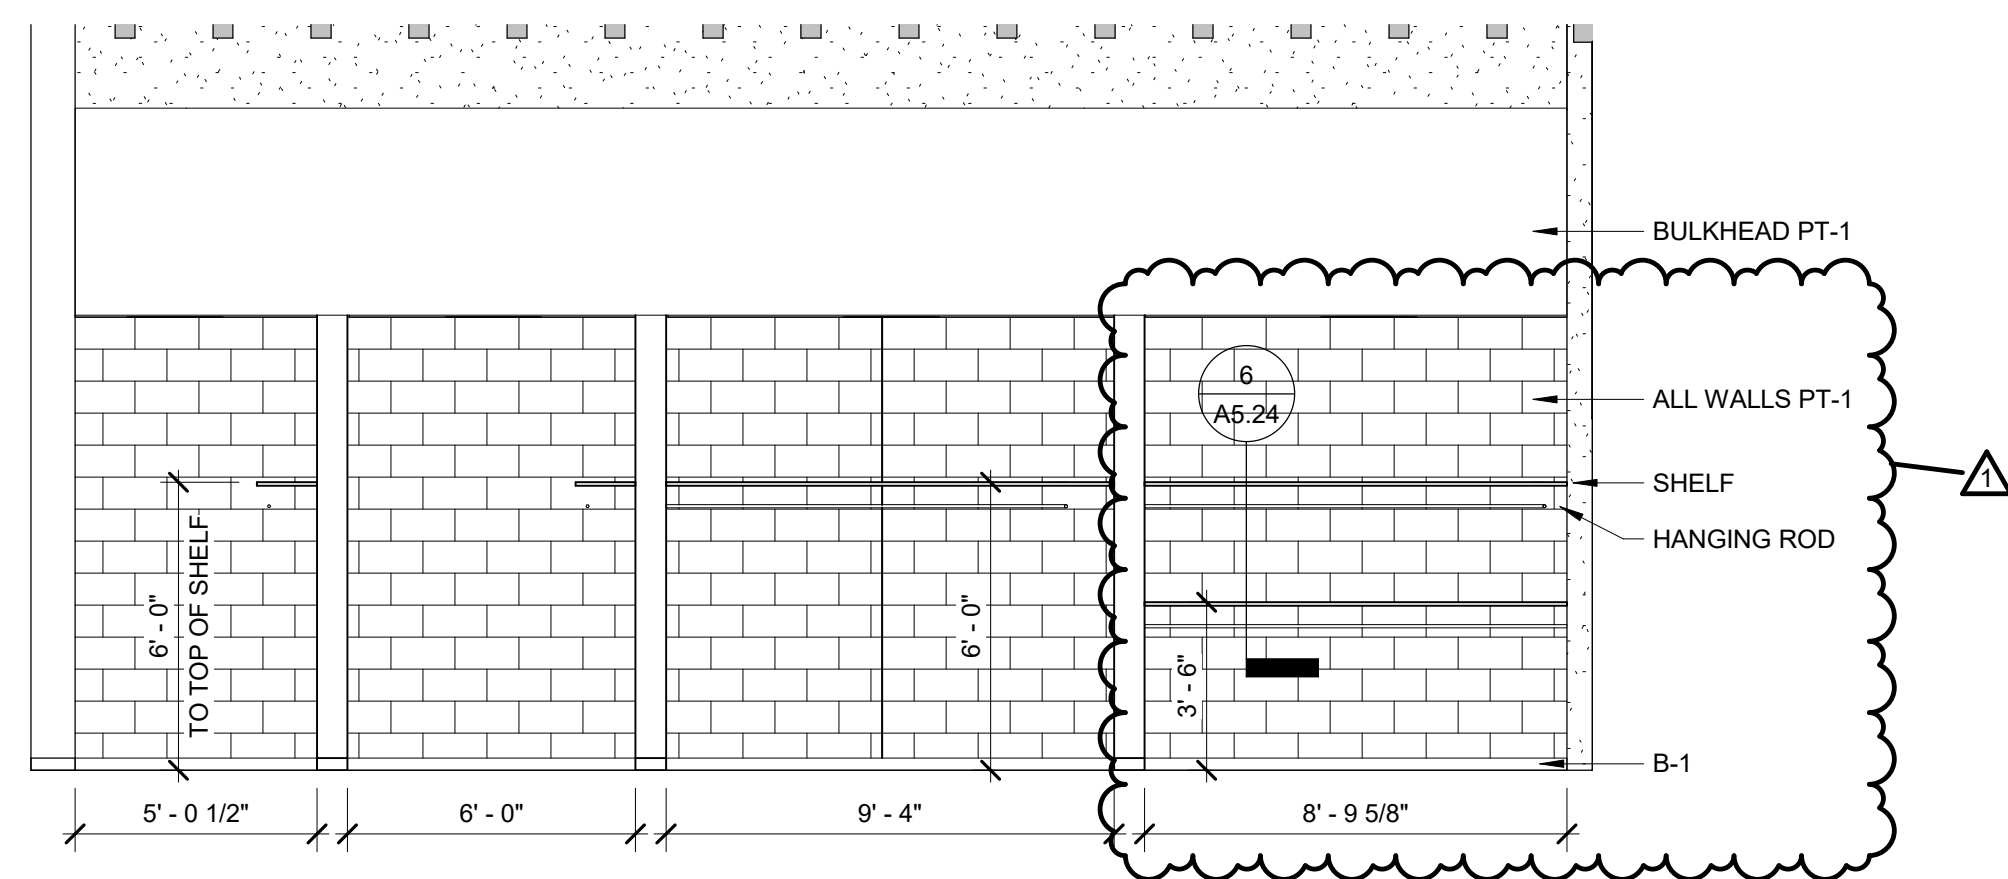 BULKHEAD PT-1
6
A5.24
ALL WALLS PT-1
SHELF
1
HANGING ROD
6' - 0"
TO TOP OF SHELF
6' - 0"
3' - 6"
B-1
5' - 0 1/2"
6' - 0"
9' - 4"
8' - 9 5/8"